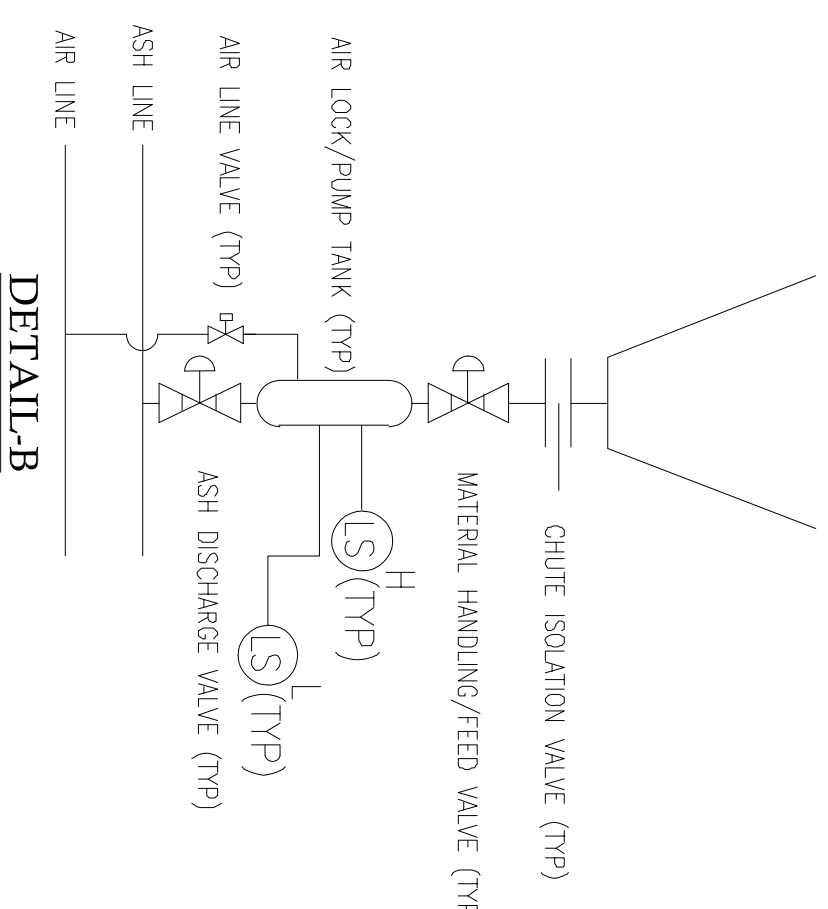 CHUTE ISOLATION VALVE (TYP)
MATERIAL HANDLING/FEED VALVE (TYP
H
LS (TYP)
AIR LOCK/PUMP TANK (TYP)
L
LS (TYP)
AIR LINE VALVE (TYP)
ASH DISCHARGE VALVE (TYP)
ASH LINE
AIR LINE
DETAIL-B